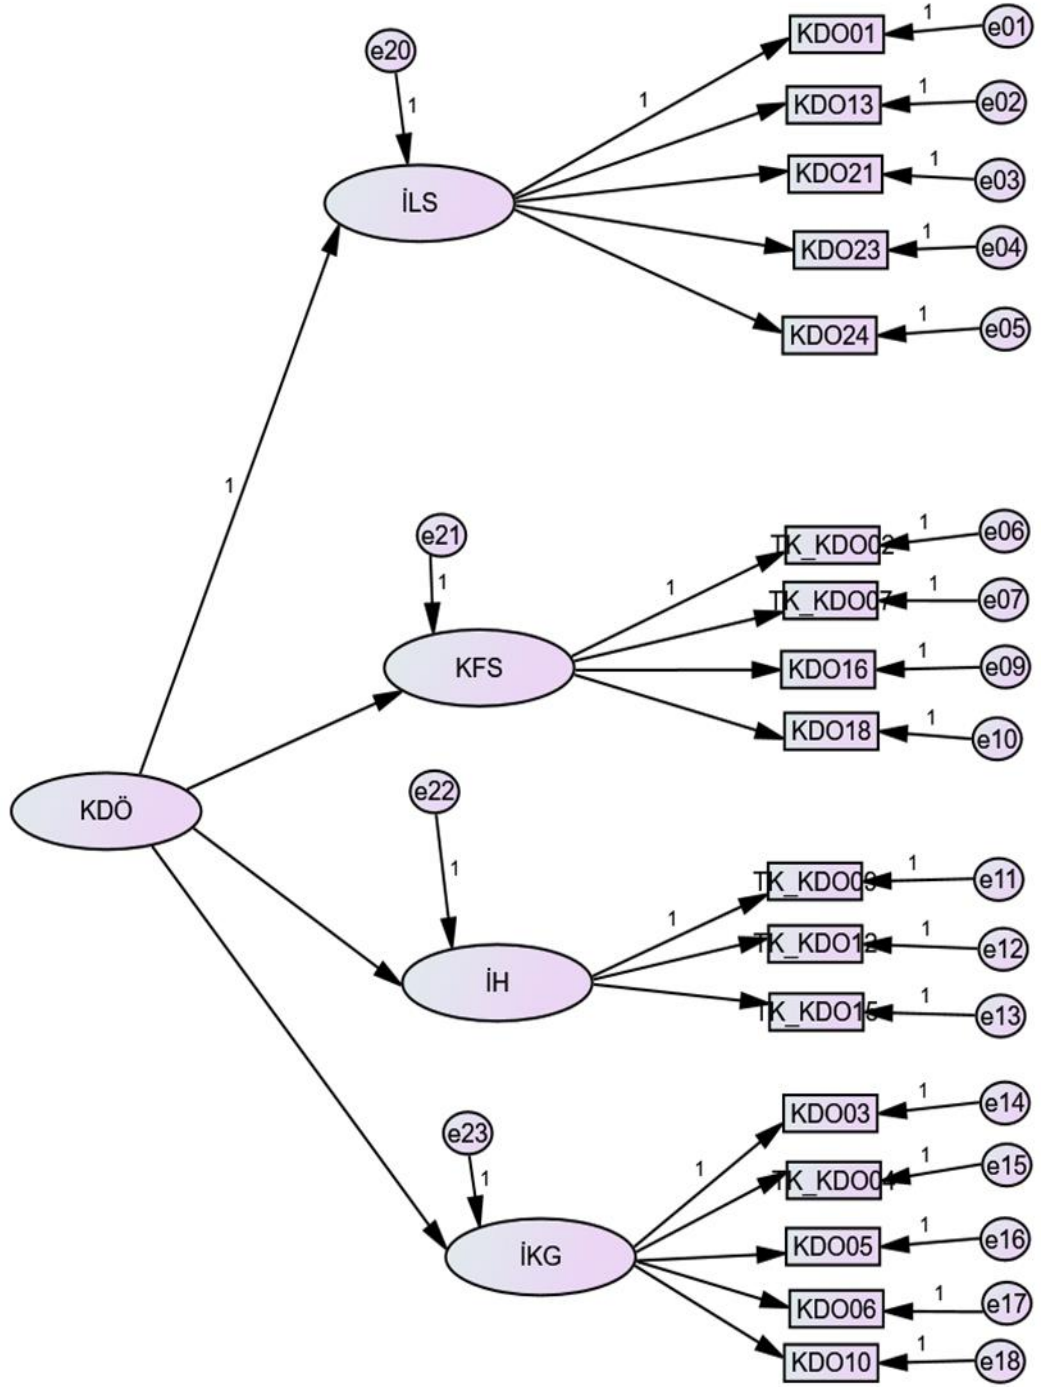 e20
1
İLS
1
KDO01
1
e01
KDO13
1
e02
KDO21
1
e03
KDO23
1
e04
KDO24
1
e05
1
e21
1
KFS
1
TK_KDO02
1
e06
TK_KDO07
1
e07
KDO16
1
e09
KDO18
1
e10
KDÖ
e22
1
İH
1
TK_KDO09
1
e11
TK_KDO12
1
e12
TK_KDO15
1
e13
e23
1
İKG
1
KDO03
1
e14
TK_KDO04
1
e15
KDO05
1
e16
KDO06
1
e17
KDO10
1
e18